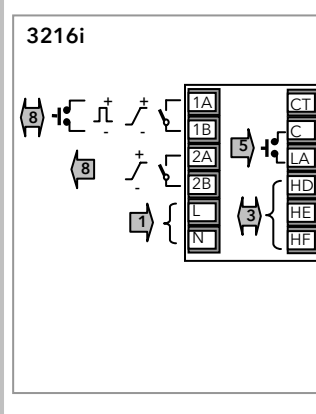 3216i
8 + - + - 1A CT
1B 5 C
8 + - 2A LA
2B HD
1 L 3 HE
N HF